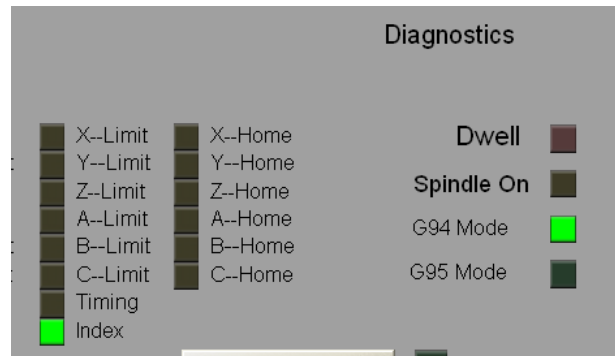 Diagnostics
X--Limit X--Home Dwell
Y--Limit Y--Home
Z--Limit Z--Home Spindle On
A--Limit A--Home G94 Mode
B--Limit B--Home
C--Limit C--Home G95 Mode
Timing
Index